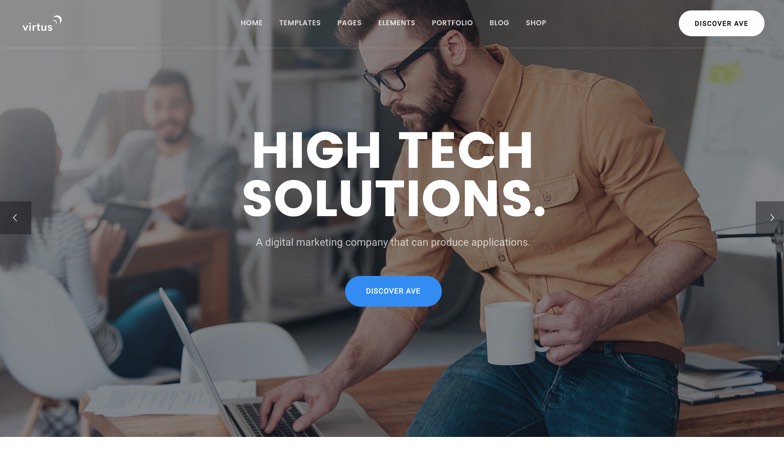 virtus
HOME TEMPLATES PAGES ELEMENTS PORTFOLIO BLOG SHOP
DISCOVER AVE
HIGH TECH
SOLUTIONS.
A digital marketing company that can produce applications.
DISCOVER AVE